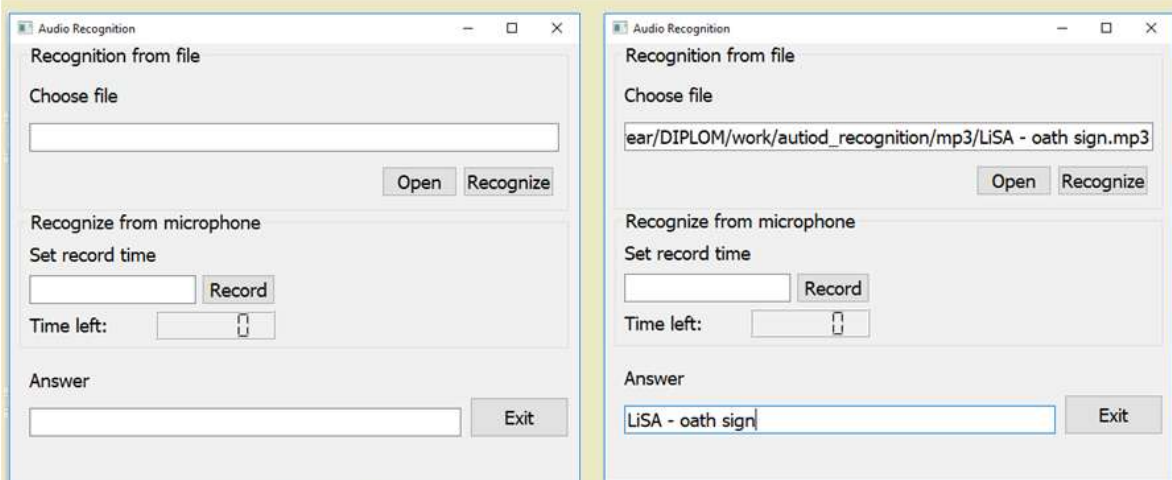 Audio Recognition
Recognition from file
Choose file
Open Recognize
Recognize from microphone
Set record time
Record
Time left: 0
Answer
Exit
Audio Recognition
Recognition from file
Choose file
ear/DIPLOM/work/autiod_recognition/mp3/LiSA - oath sign.mp3
Open Recognize
Recognize from microphone
Set record time
Record
Time left: 0
Answer
LiSA - oath sign
Exit